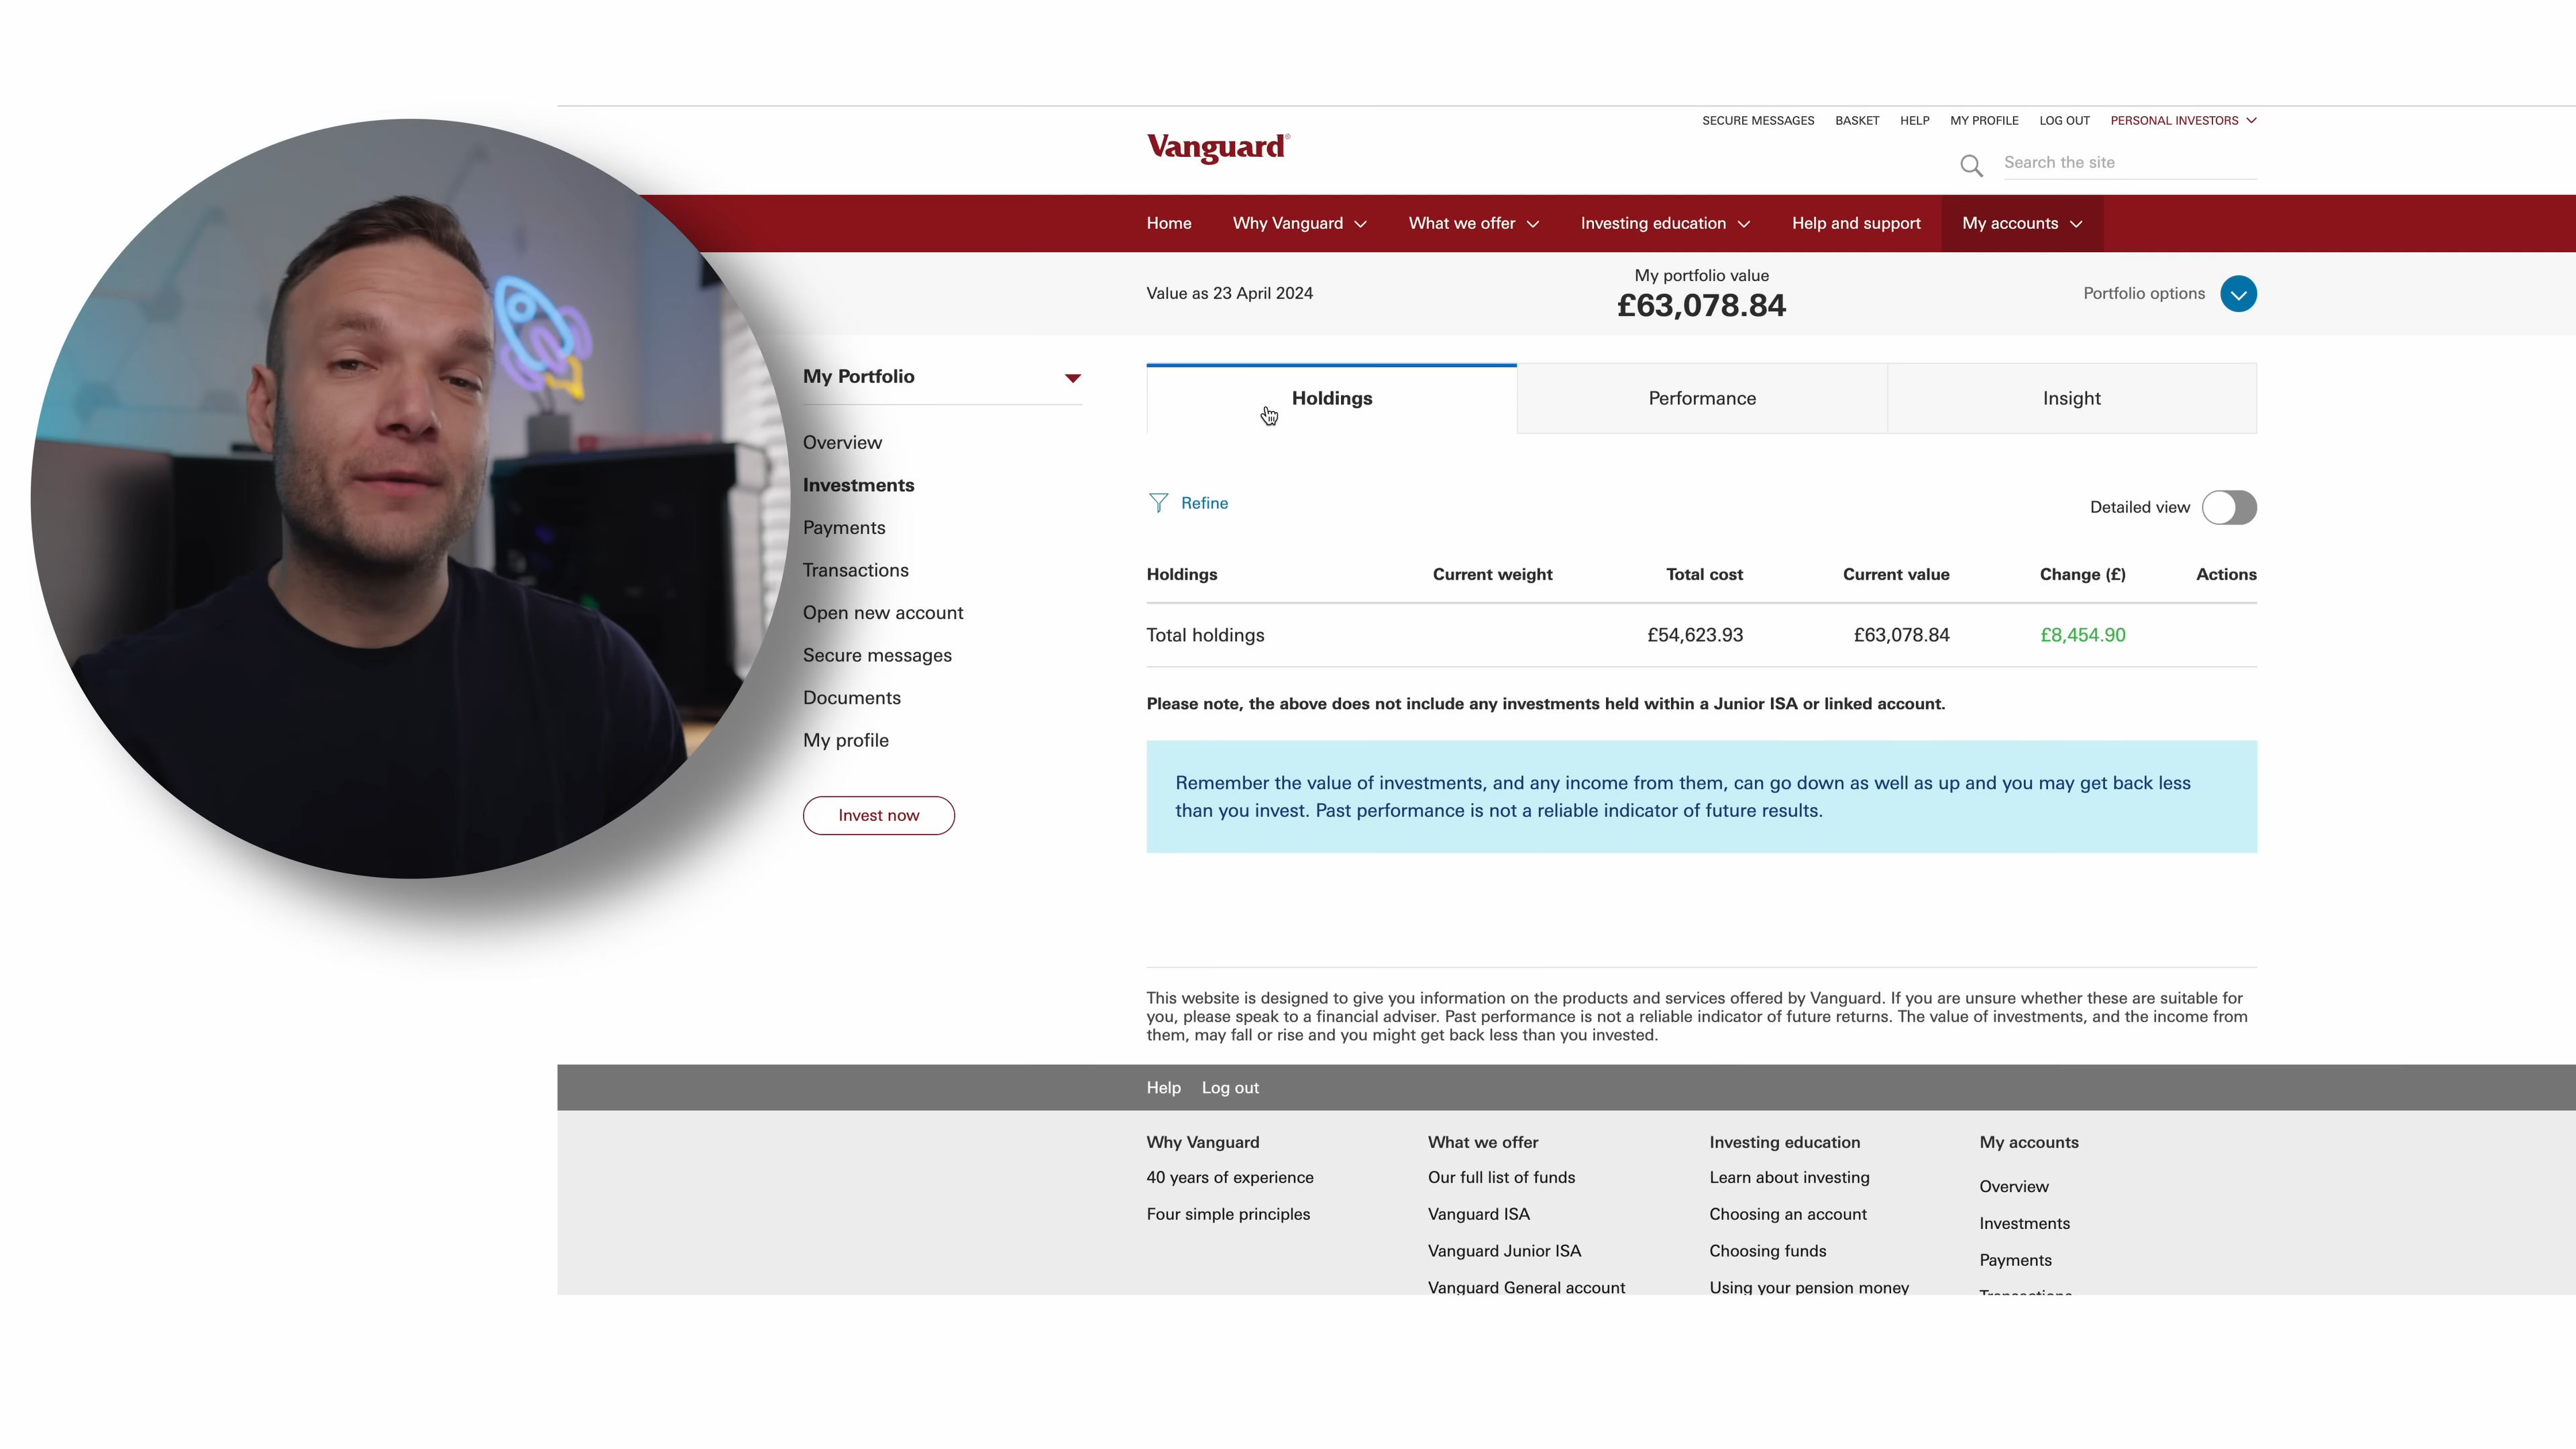 SECURE MESSAGES BASKET HELP MY PROFILE LOG OUT PERSONAL INVESTORS
Vanguard®
Search the site
Home Why Vanguard What we offer Investing education Help and support My accounts
Value as 23 April 2024
My portfolio value
£63,078.84
Portfolio options
My Portfolio
Overview
Investments
Payments
Transactions
Open new account
Secure messages
Documents
My profile
Invest now
Holdings Performance Insight
Refine
Detailed view
Holdings Current weight Total cost Current value Change (£) Actions
Total holdings £54,623.93 £63,078.84 £8,454.90
Please note, the above does not include any investments held within a Junior ISA or linked account.
Remember the value of investments, and any income from them, can go down as well as up and you may get back less
than you invest. Past performance is not a reliable indicator of future results.
This website is designed to give you information on the products and services offered by Vanguard. If you are unsure whether these are suitable for
you, please speak to a financial adviser. Past performance is not a reliable indicator of future returns. The value of investments, and the income from
them, may fall or rise and you might get back less than you invested.
Help Log out
Why Vanguard
40 years of experience
Four simple principles
What we offer
Our full list of funds
Vanguard ISA
Vanguard Junior ISA
Vanguard General account
Investing education
Learn about investing
Choosing an account
Choosing funds
Using your pension money
My accounts
Overview
Investments
Payments
Transactions